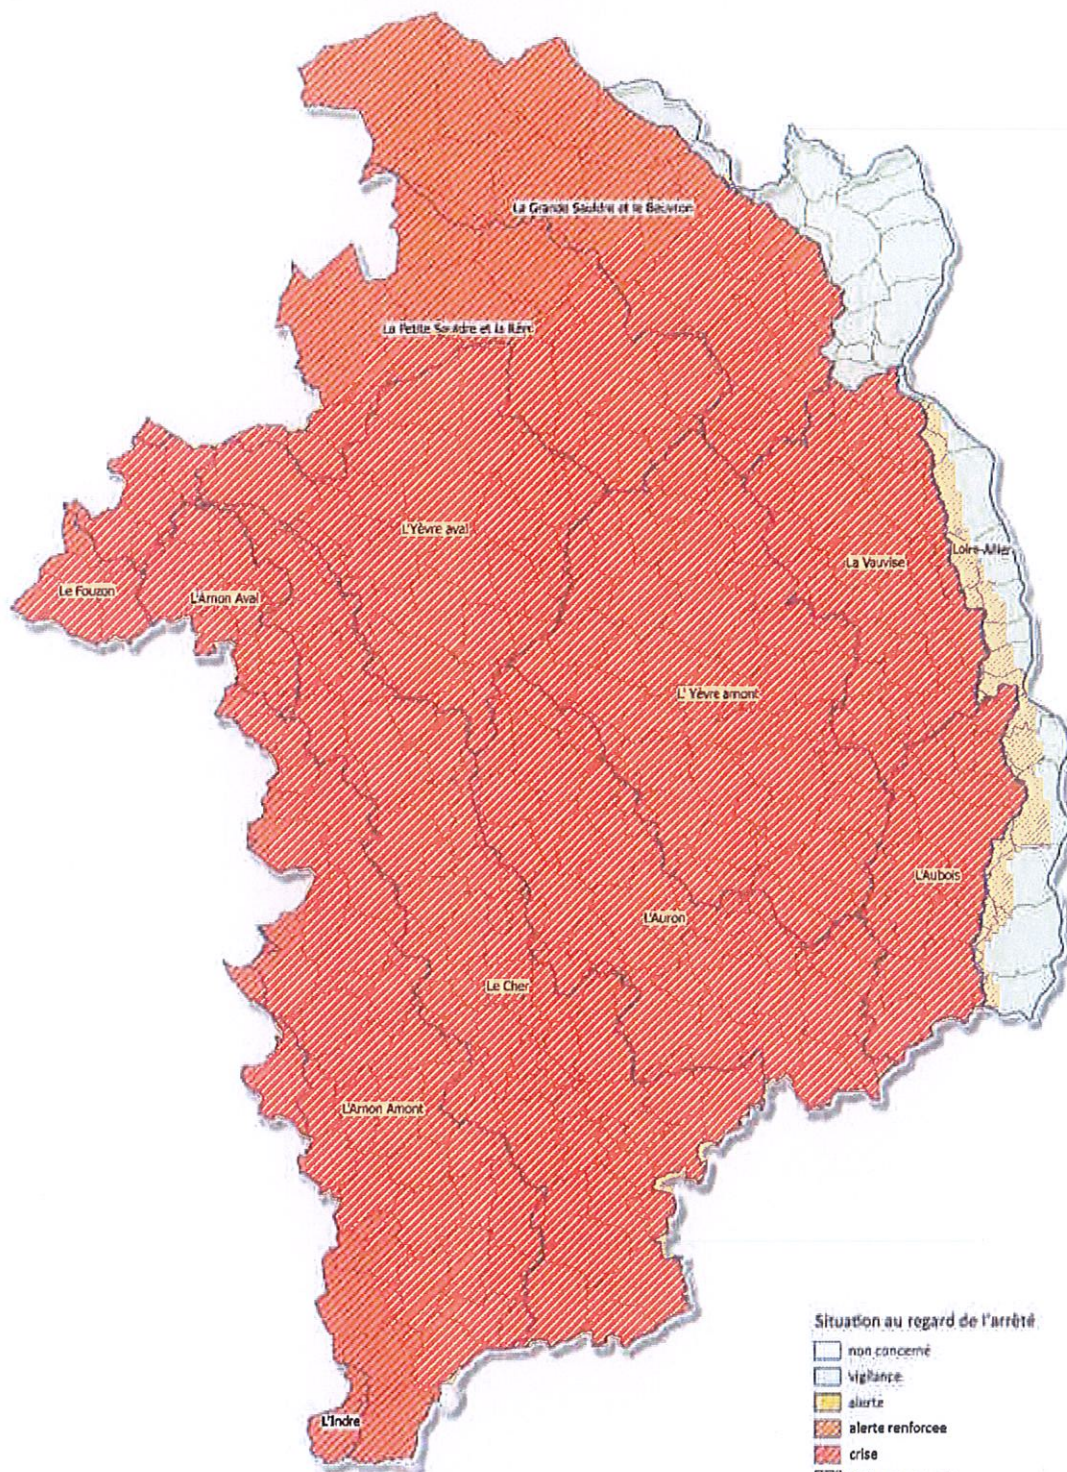 La Grande Sauldre et le Beuvron
La Petite Sauldre et la Rère
L'Yèvre aval
La Vauvise
Loire-Allier
Le Fouzon
L'Arnon Aval
L' Yèvre amont
L'Aubois
L'Auron
Le Cher
L'Arnon Amont
L'Indre
Situation au regard de l'arrêté
non concerné
vigilance
alerte
alerte renforcee
crise